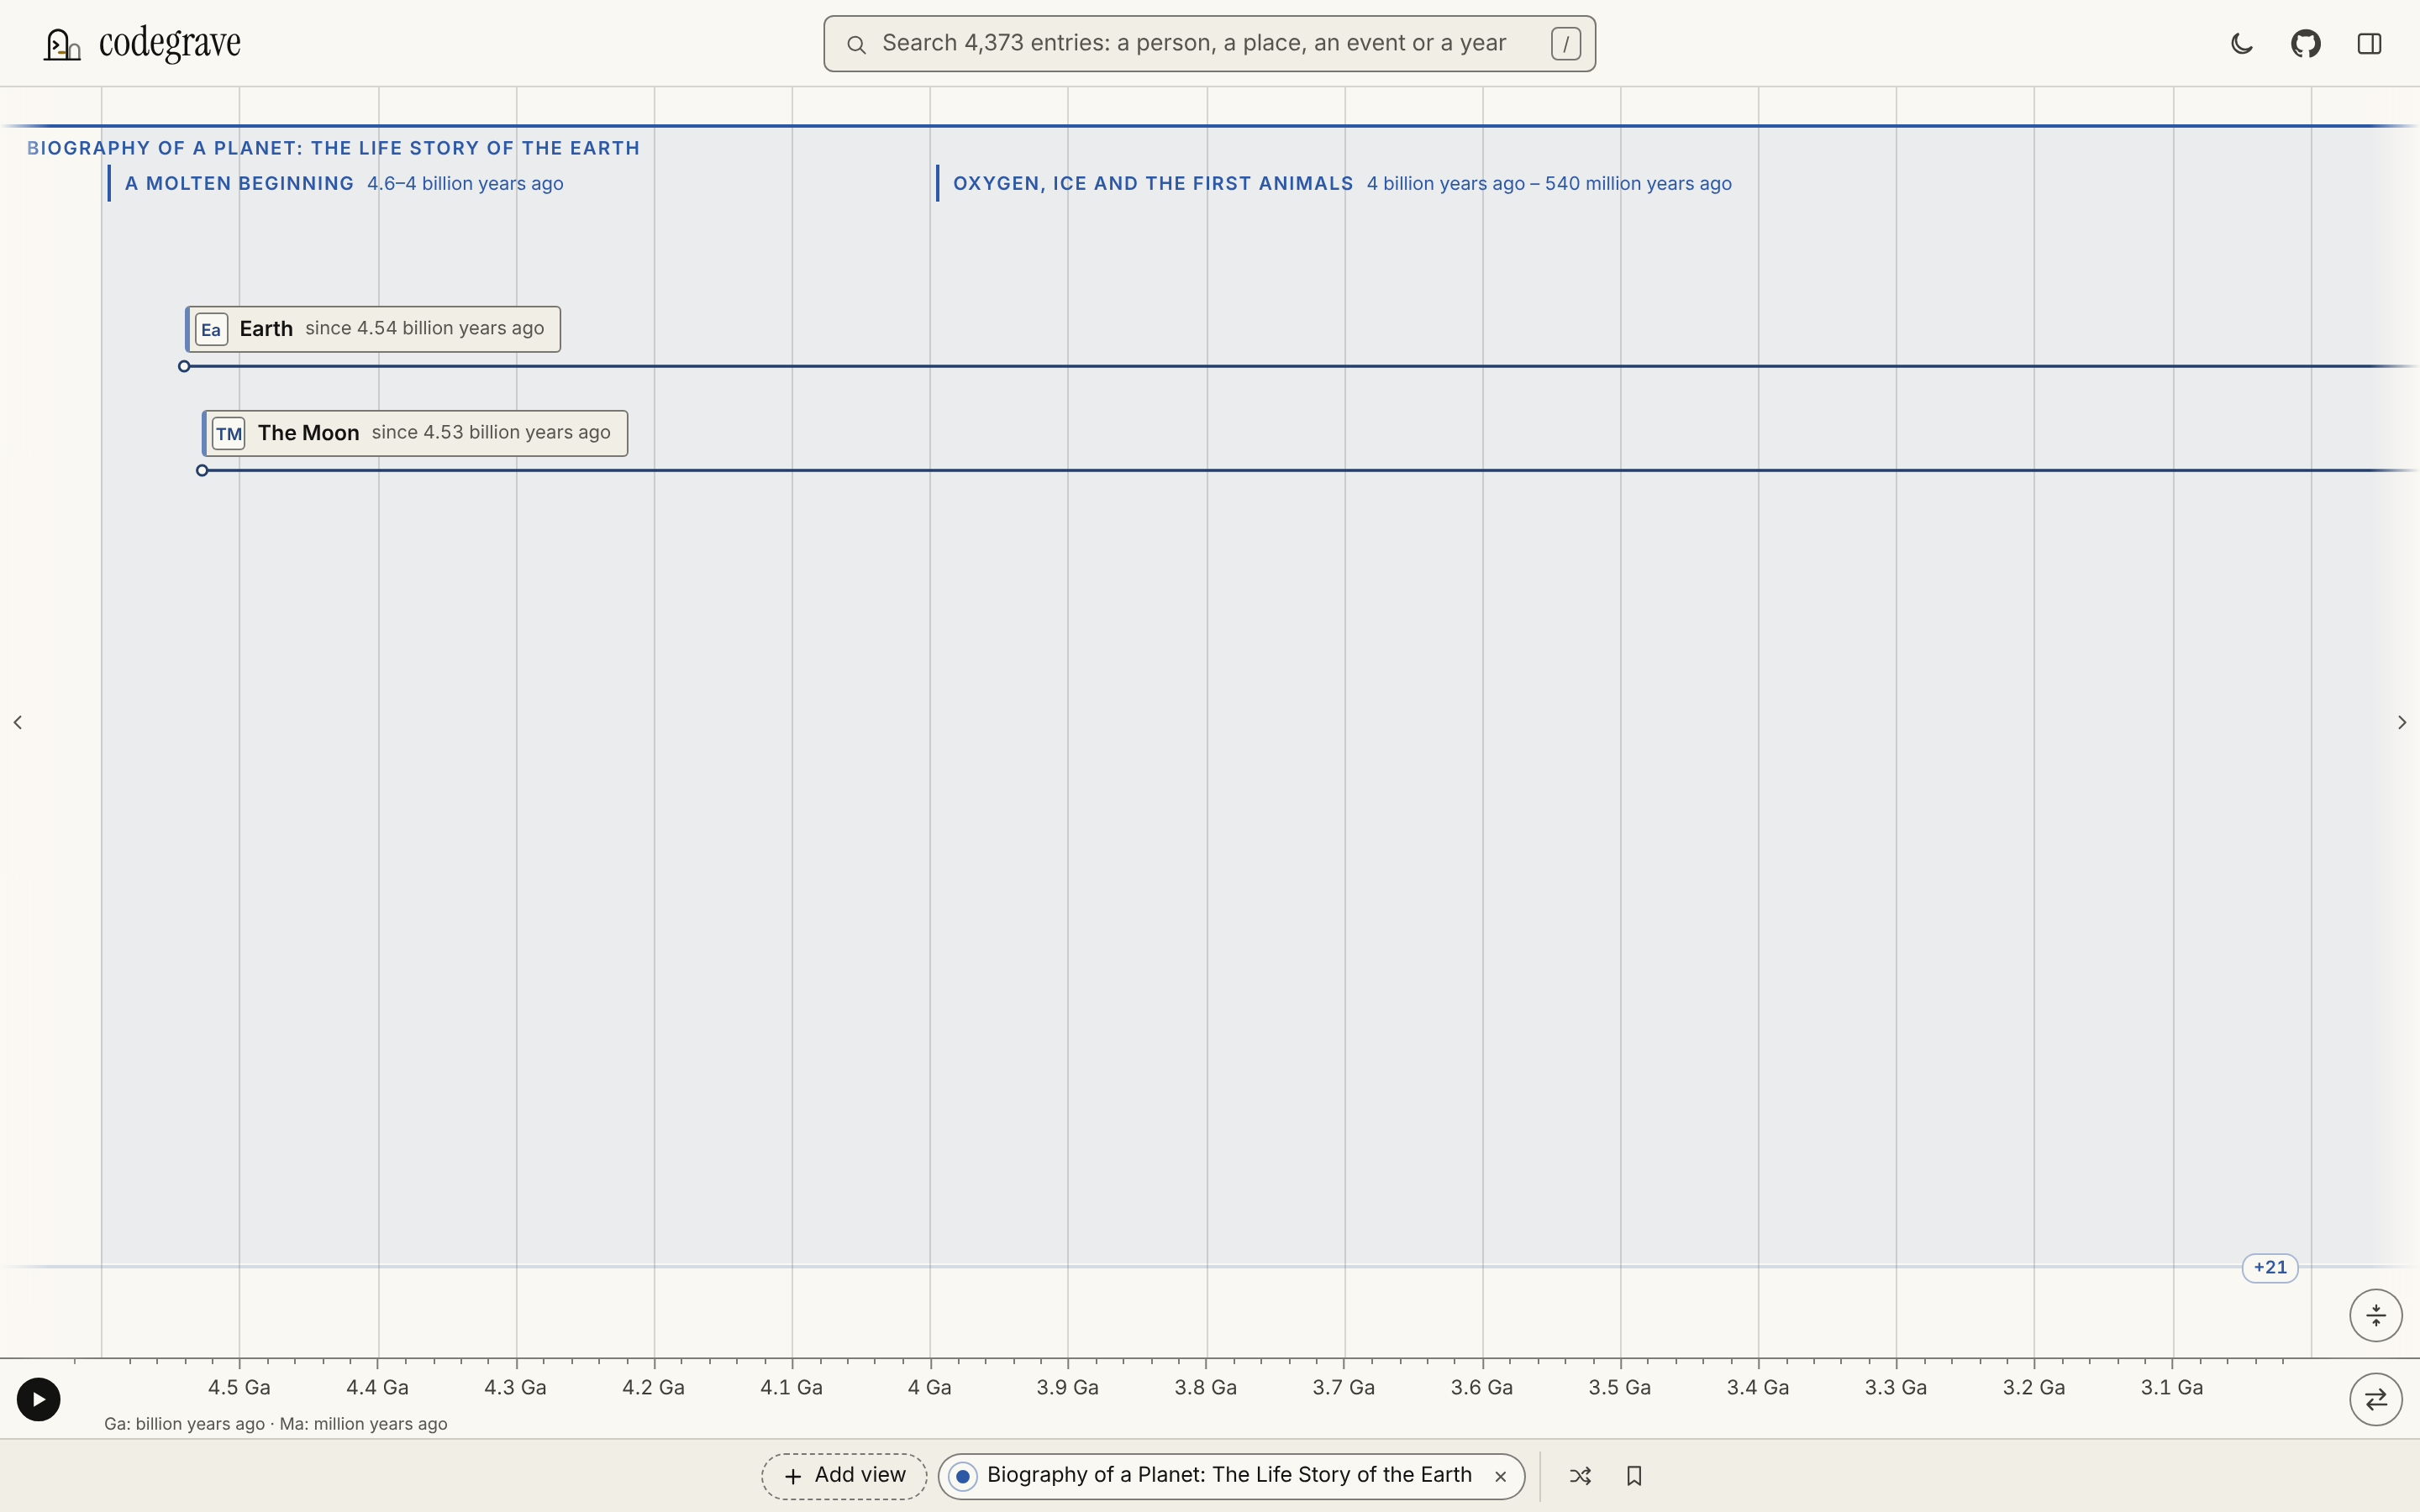 codegrave
Search 4,373 entries: a person, a place, an event or a year /
BIOGRAPHY OF A PLANET: THE LIFE STORY OF THE EARTH
A MOLTEN BEGINNING 4.6–4 billion years ago
OXYGEN, ICE AND THE FIRST ANIMALS 4 billion years ago – 540 million years ago
Ea Earth since 4.54 billion years ago
TM The Moon since 4.53 billion years ago
+21
4.5 Ga 4.4 Ga 4.3 Ga 4.2 Ga 4.1 Ga 4 Ga 3.9 Ga 3.8 Ga 3.7 Ga 3.6 Ga 3.5 Ga 3.4 Ga 3.3 Ga 3.2 Ga 3.1 Ga
Ga: billion years ago · Ma: million years ago
Add view
Biography of a Planet: The Life Story of the Earth